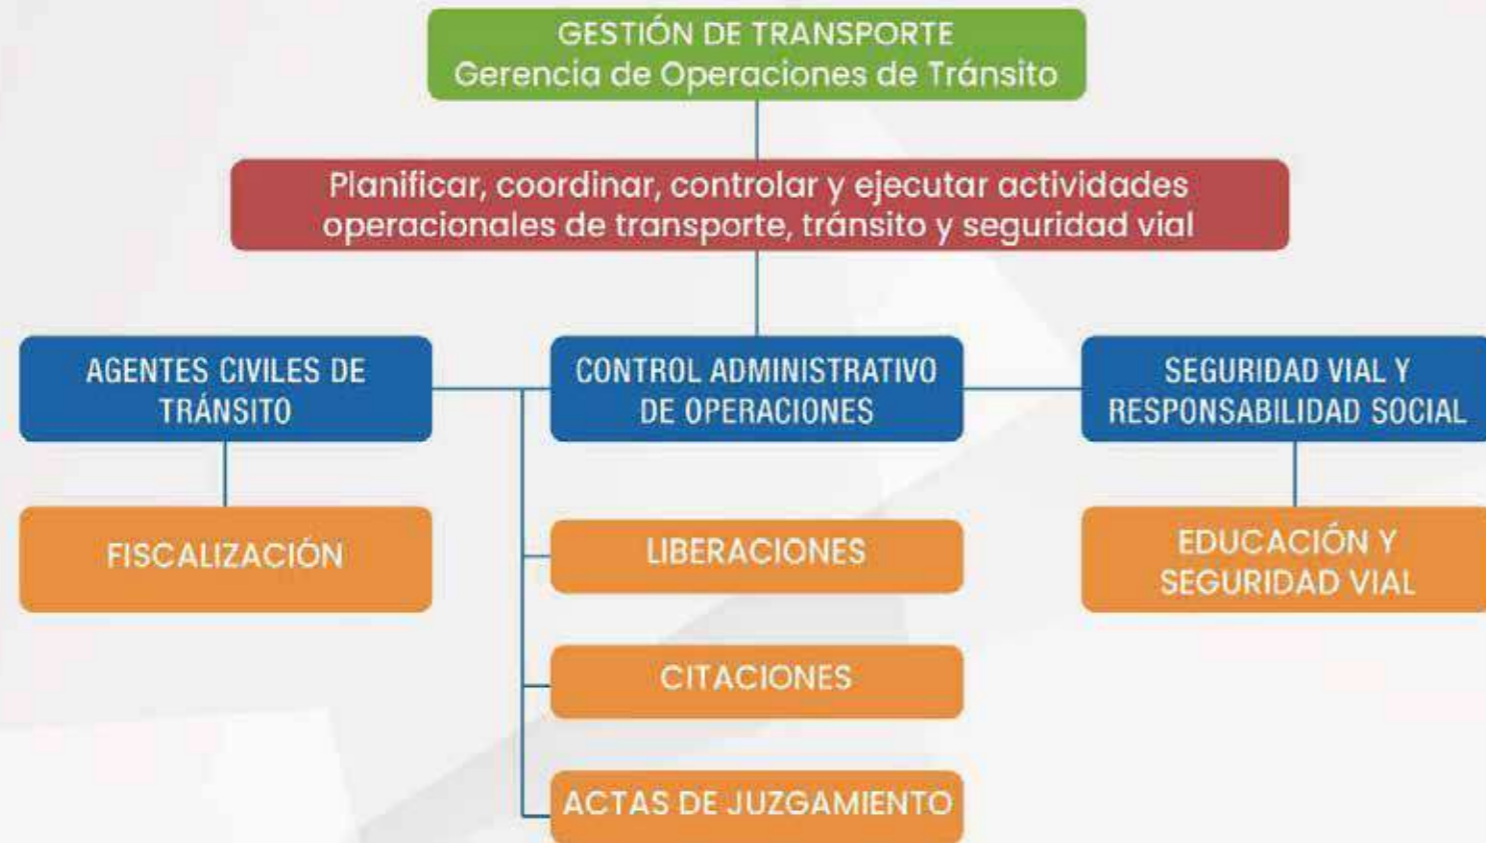 GESTIÓN DE TRANSPORTE
Gerencia de Operaciones de Tránsito
Planificar, coordinar, controlar y ejecutar actividades
operacionales de transporte, tránsito y seguridad vial
AGENTES CIVILES DE
TRÁNSITO
CONTROL ADMINISTRATIVO
DE OPERACIONES
SEGURIDAD VIAL Y
RESPONSABILIDAD SOCIAL
FISCALIZACIÓN
LIBERACIONES
CITACIONES
ACTAS DE JUZGAMIENTO
EDUCACIÓN Y
SEGURIDAD VIAL